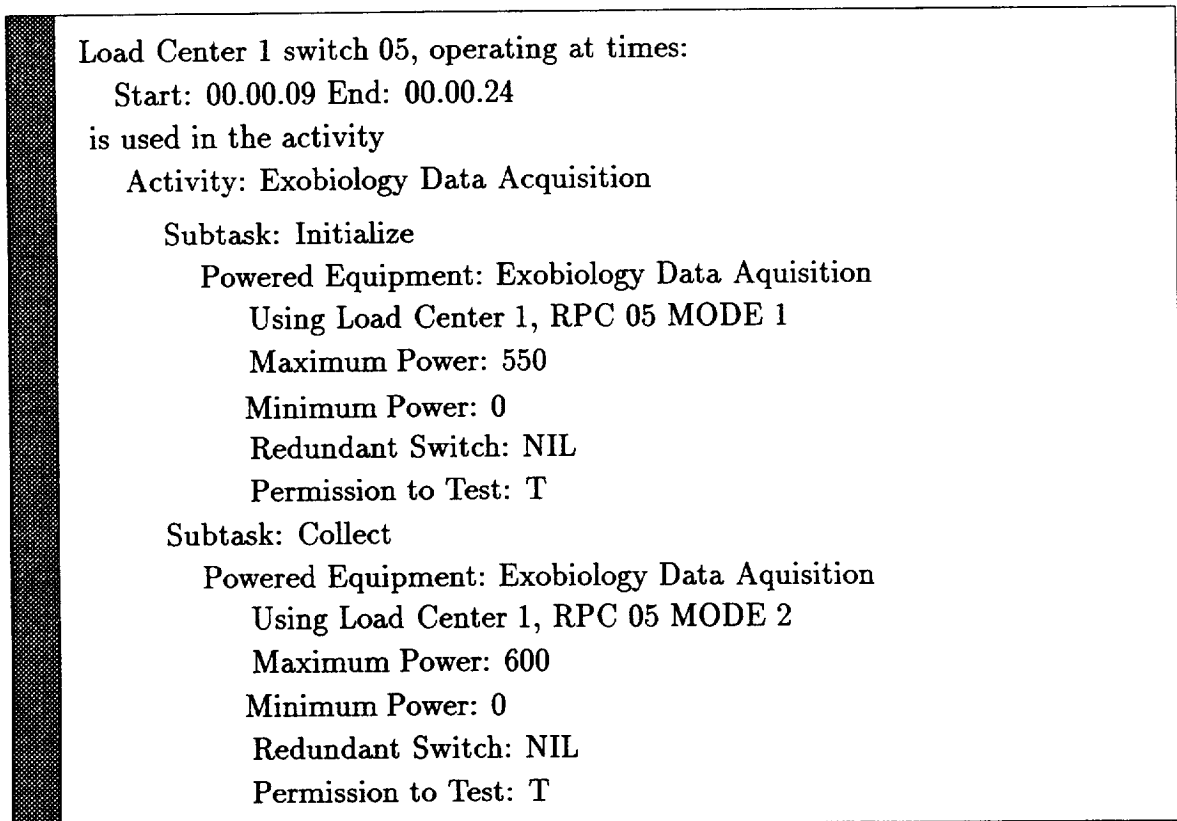 Load Center 1 switch 05, operating at times:
Start: 00.00.09 End: 00.00.24
is used in the activity
Activity: Exobiology Data Acquisition
Subtask: Initialize
Powered Equipment: Exobiology Data Aquisition
Using Load Center 1, RPC 05 MODE 1
Maximum Power: 550
Minimum Power: 0
Redundant Switch: NIL
Permission to Test: T
Subtask: Collect
Powered Equipment: Exobiology Data Aquisition
Using Load Center 1, RPC 05 MODE 2
Maximum Power: 600
Minimum Power: 0
Redundant Switch: NIL
Permission to Test: T